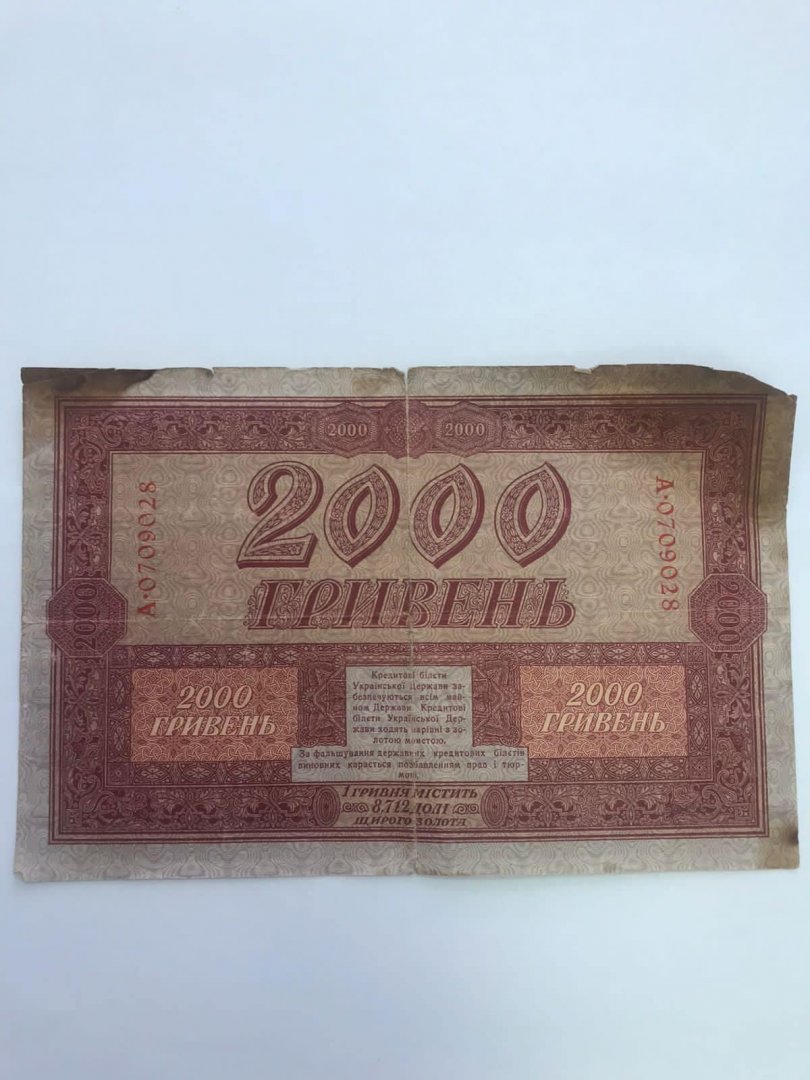 2000 2000
2000
ГРИВЕНЬ
А·0709028
А·0709028
2000
2000
2000
ГРИВЕНЬ
Кредитові білети
Української Держави за-
безпечуються всім май-
ном Держави Кредитові
білети Української Дер-
жави ходять нарівні з зо-
лотою монетою.
За фальшування державних кредитових білетів
виновних карається позбавленням прав і тюр-
мою.
2000
ГРИВЕНЬ
1 ГРИВНЯ МІСТИТЬ
8,712 ДОЛІ
ЩИРОГО ЗОЛОТА